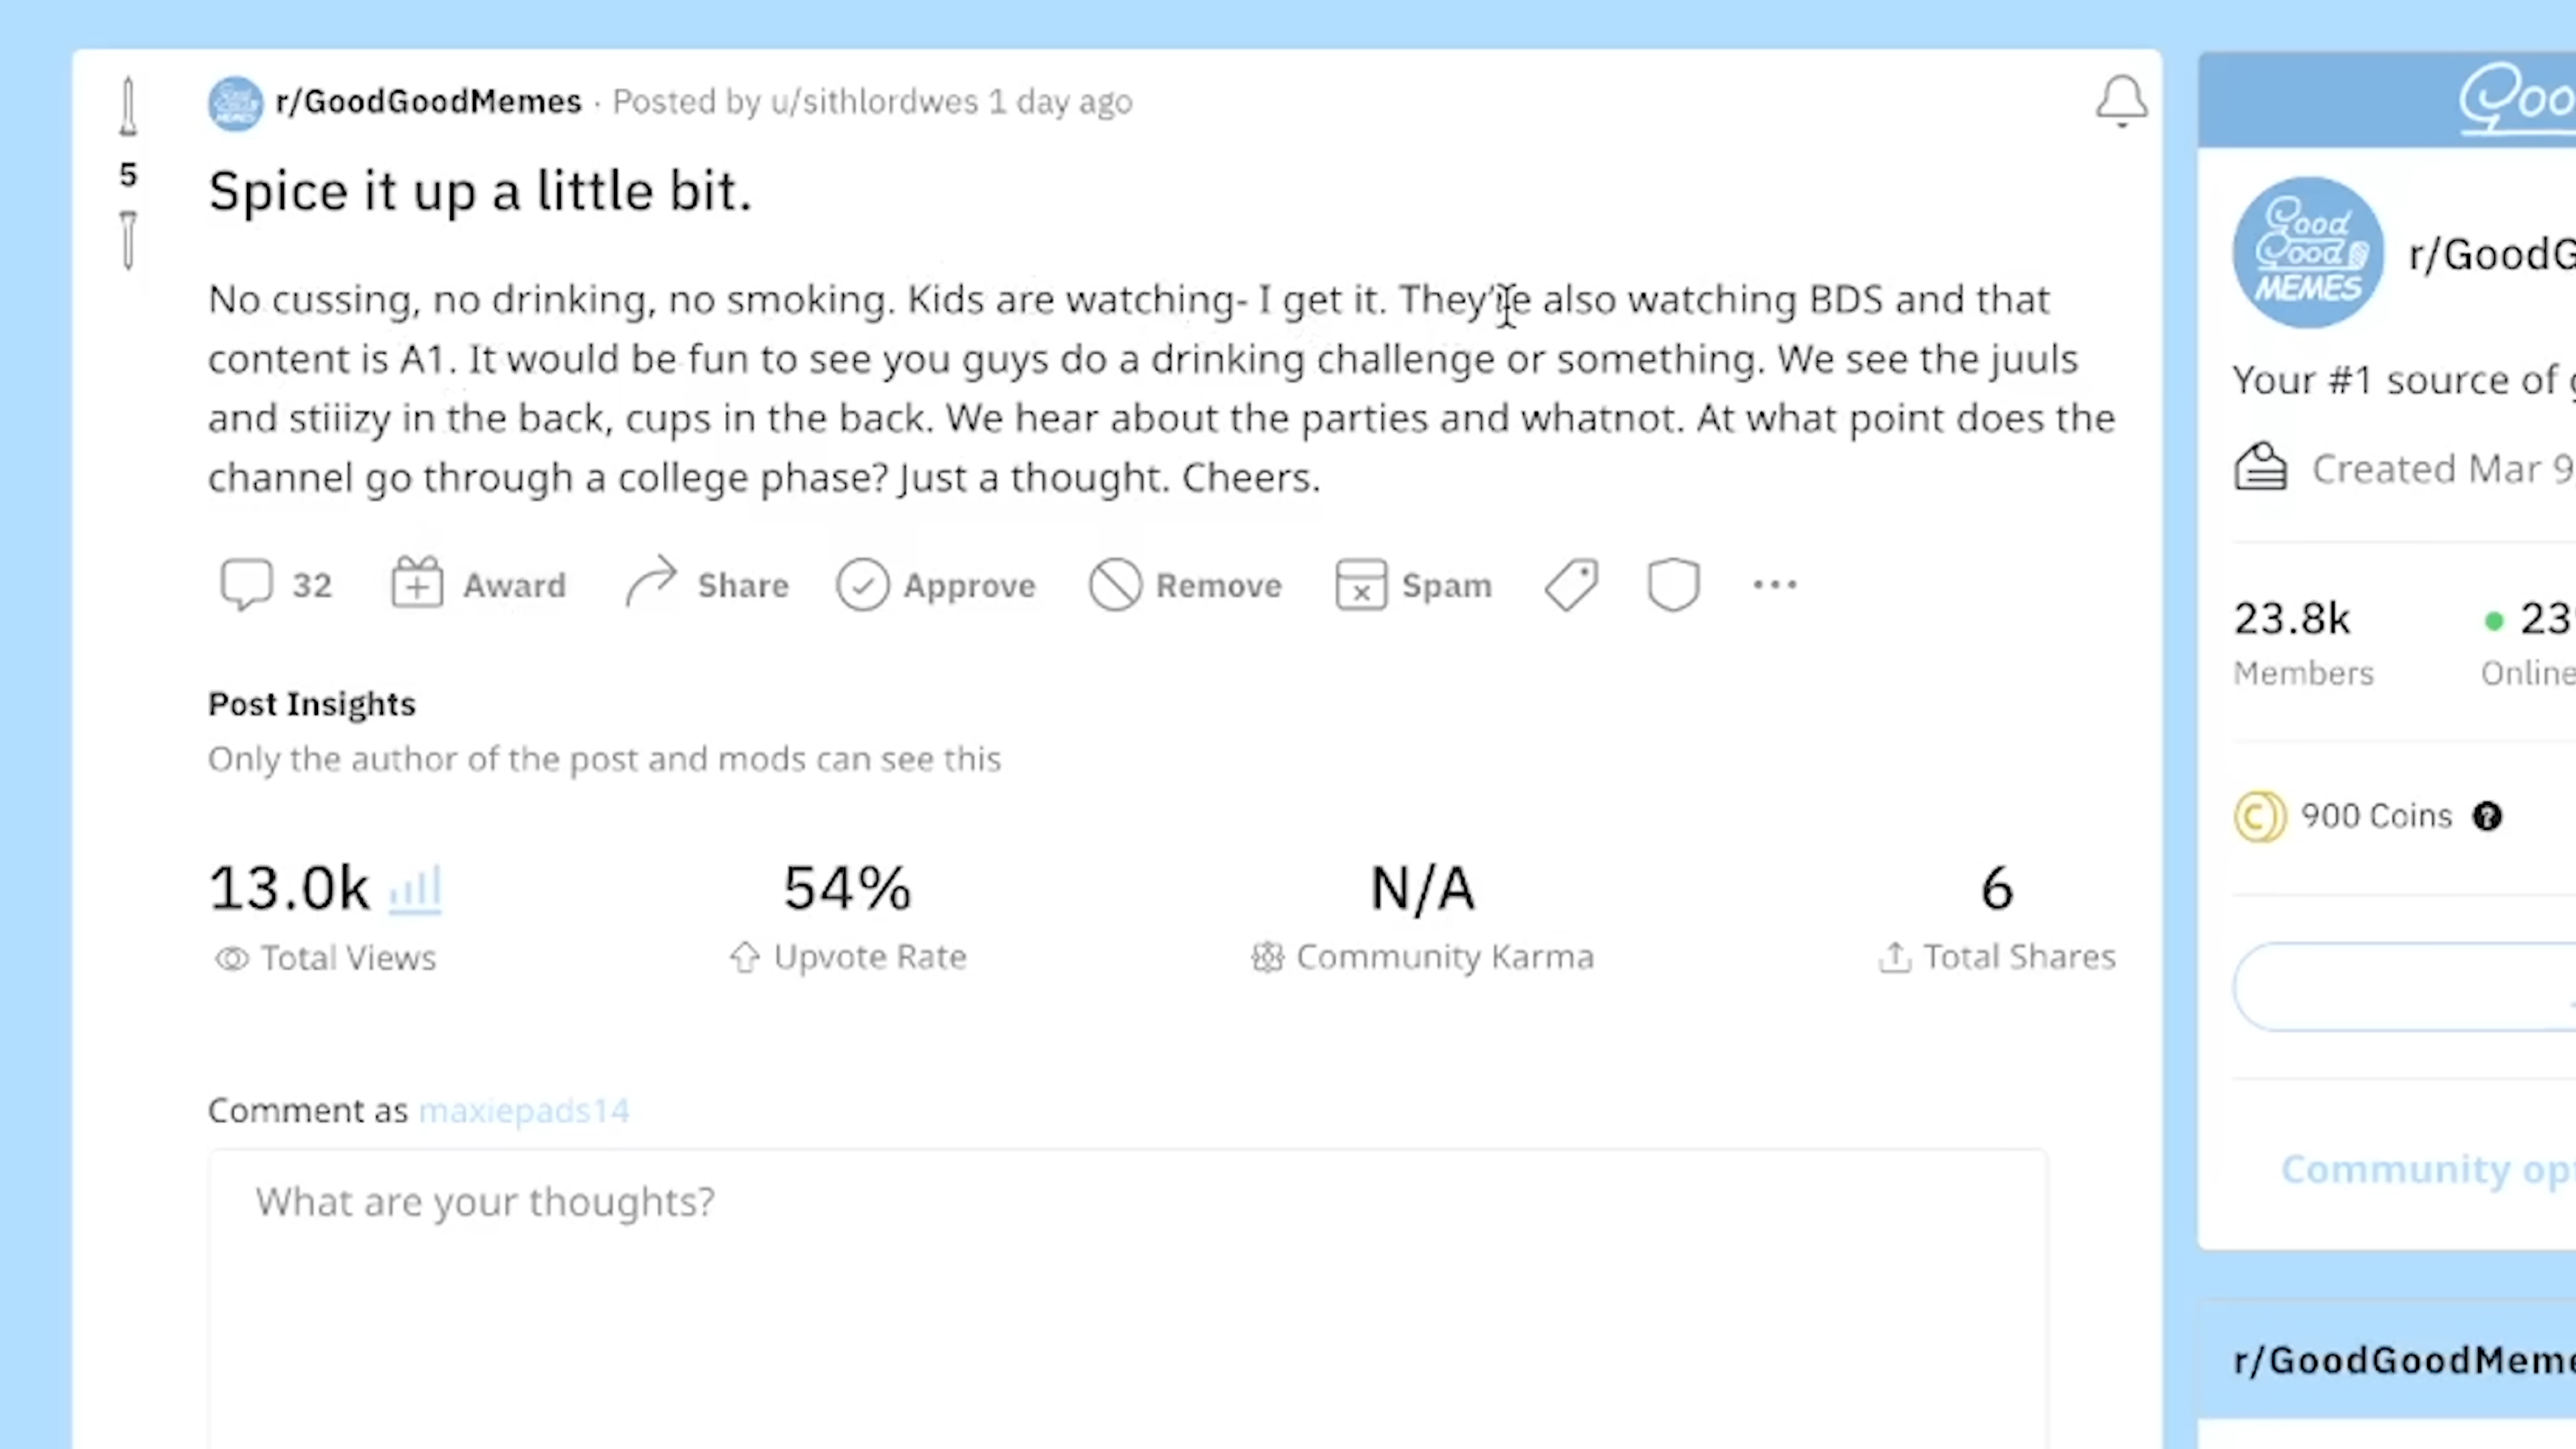 r/GoodGoodMemes · Posted by u/sithlordwes 1 day ago
5
Spice it up a little bit.
No cussing, no drinking, no smoking. Kids are watching- I get it. They're also watching BDS and that
content is A1. It would be fun to see you guys do a drinking challenge or something. We see the juuls
and stiiizy in the back, cups in the back. We hear about the parties and whatnot. At what point does the
channel go through a college phase? Just a thought. Cheers.
32 Award Share Approve Remove Spam
Post Insights
Only the author of the post and mods can see this
13.0k 54% N/A 6
Total Views Upvote Rate Community Karma Total Shares
Comment as maxiepads14
What are your thoughts?
Good
Good
MEMES
Your #1 source of
Created Mar 9
23.8k 23
Members Online
900 Coins
Community